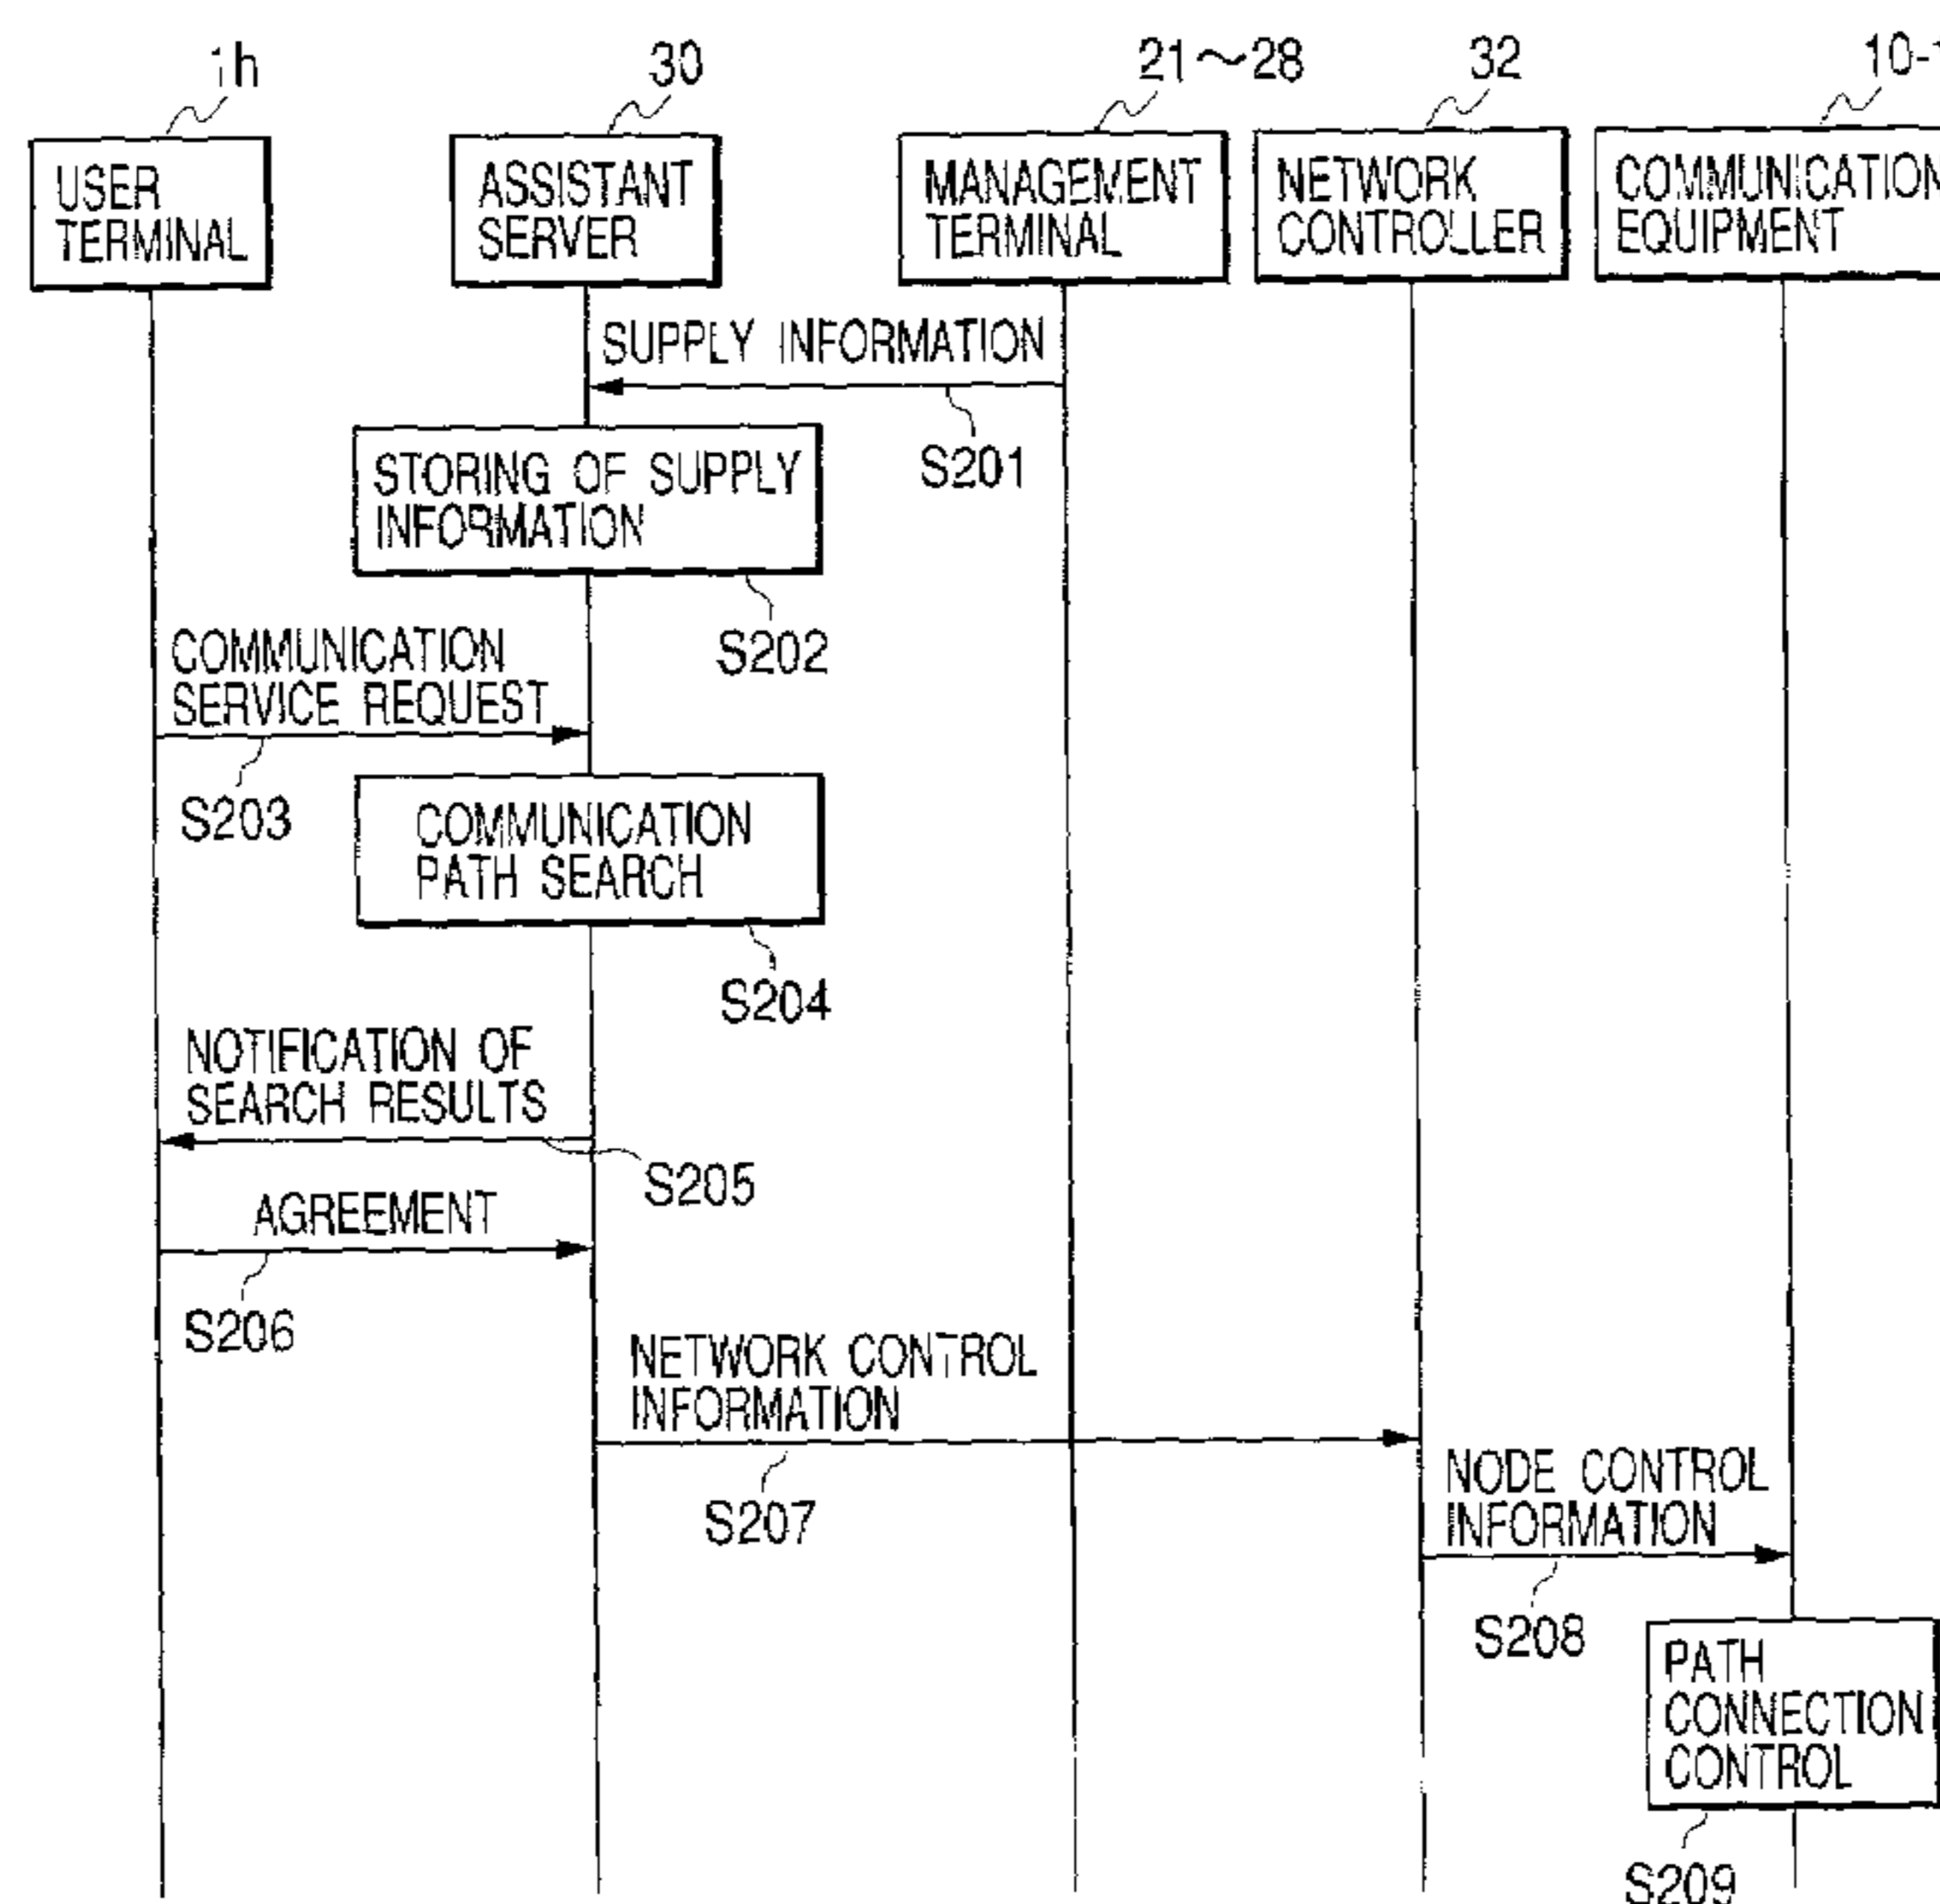 1h
30
21~28
32
10-1
USER
TERMINAL
ASSISTANT
SERVER
MANAGEMENT
TERMINAL
NETWORK
CONTROLLER
COMMUNICATION
EQUIPMENT
SUPPLY INFORMATION
S201
STORING OF SUPPLY
INFORMATION
S202
COMMUNICATION
SERVICE REQUEST
S203
COMMUNICATION
PATH SEARCH
S204
NOTIFICATION OF
SEARCH RESULTS
S205
AGREEMENT
S206
NETWORK CONTROL
INFORMATION
S207
NODE CONTROL
INFORMATION
S208
PATH
CONNECTION
CONTROL
S209